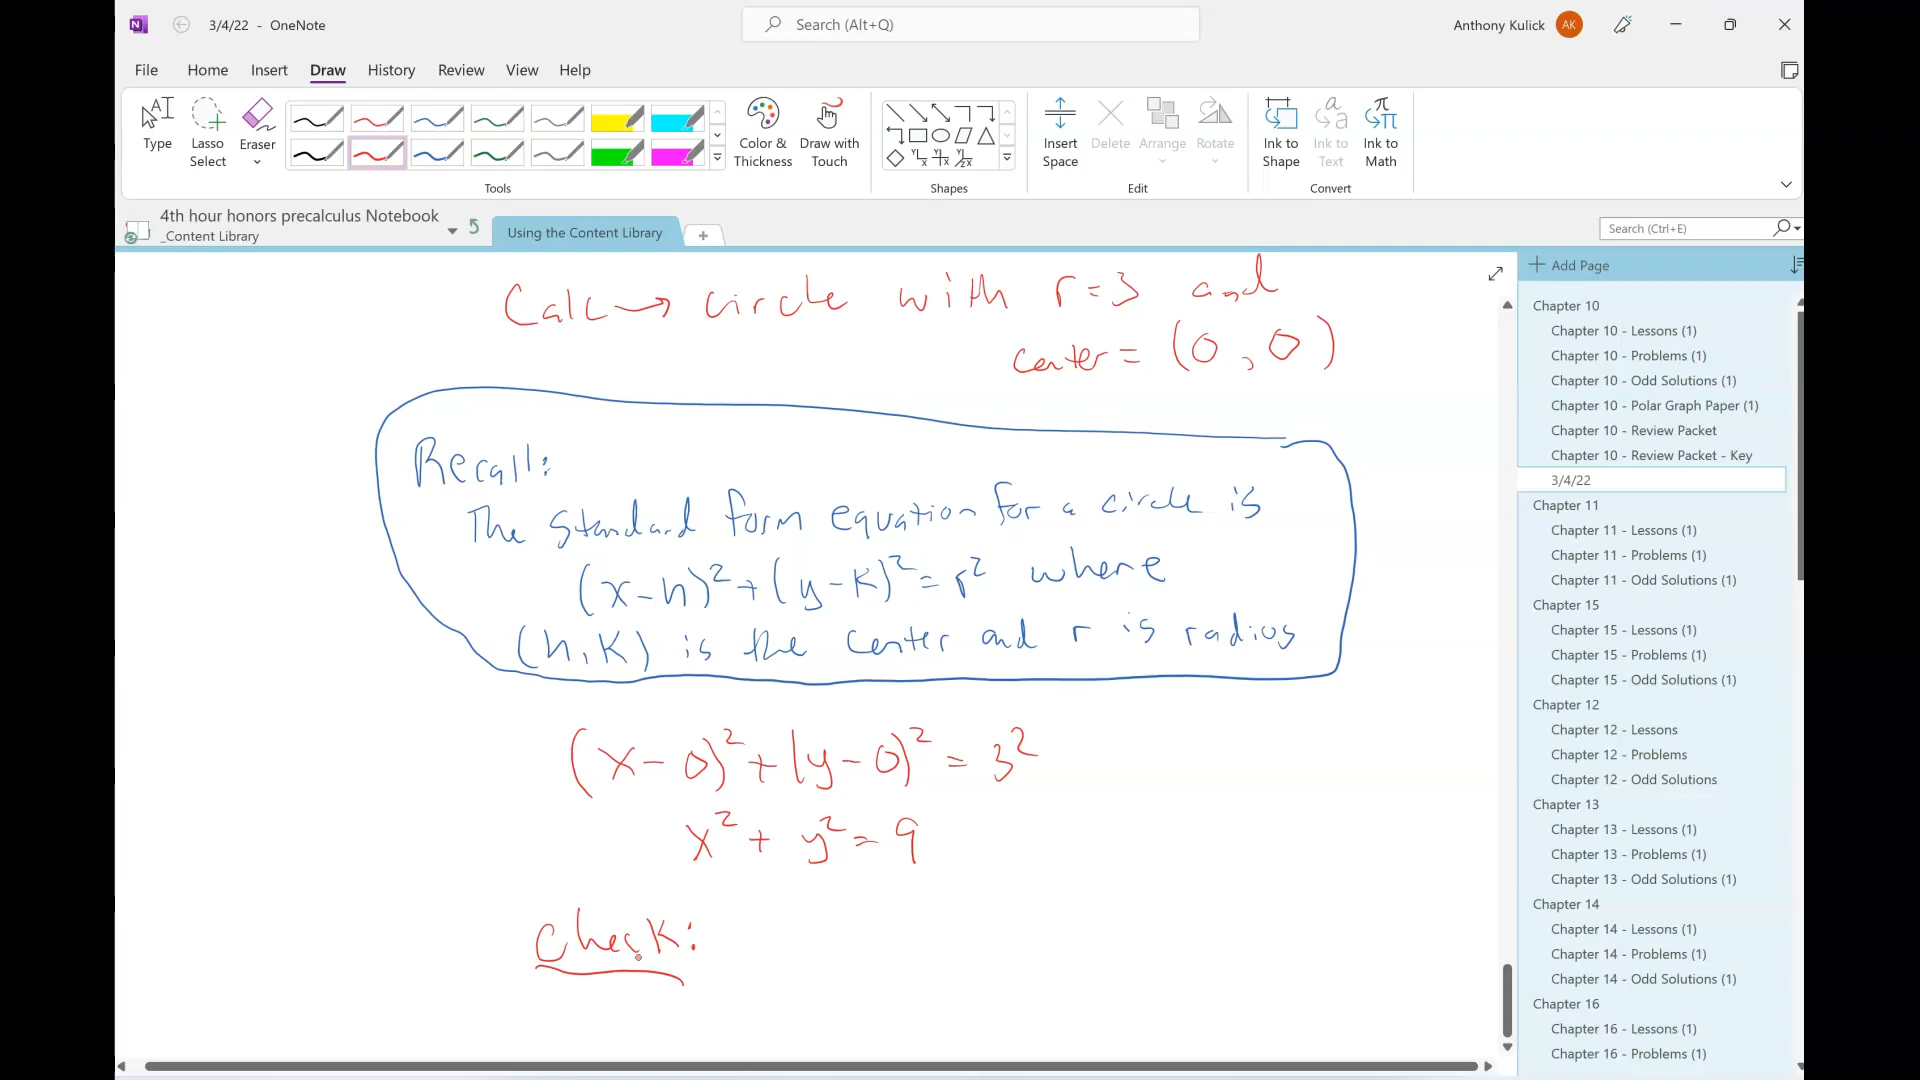 3/4/22 - OneNote
Search (Alt+Q)
Anthony Kulick AK
File Home Insert Draw History Review View Help
Type
Lasso Select
Eraser
Color & Thickness
Draw with Touch
Insert Space
Delete
Arrange
Rotate
Ink to Shape
Ink to Text
Ink to Math
Tools
Shapes
Edit
Convert
4th hour honors precalculus Notebook
_Content Library
Using the Content Library
Search (Ctrl+E)
Calc → circle with r=3 and
center = (0, 0)
Recall:
The standard form equation for a circle is
(x-h)²+(y-k)²=r² where
(h,k) is the center and r is radius
(x-0)²+(y-0)²=3²
x²+y²=9
Check:
Add Page
Chapter 10
Chapter 10 - Lessons (1)
Chapter 10 - Problems (1)
Chapter 10 - Odd Solutions (1)
Chapter 10 - Polar Graph Paper (1)
Chapter 10 - Review Packet
Chapter 10 - Review Packet - Key
3/4/22
Chapter 11
Chapter 11 - Lessons (1)
Chapter 11 - Problems (1)
Chapter 11 - Odd Solutions (1)
Chapter 15
Chapter 15 - Lessons (1)
Chapter 15 - Problems (1)
Chapter 15 - Odd Solutions (1)
Chapter 12
Chapter 12 - Lessons
Chapter 12 - Problems
Chapter 12 - Odd Solutions
Chapter 13
Chapter 13 - Lessons (1)
Chapter 13 - Problems (1)
Chapter 13 - Odd Solutions (1)
Chapter 14
Chapter 14 - Lessons (1)
Chapter 14 - Problems (1)
Chapter 14 - Odd Solutions (1)
Chapter 16
Chapter 16 - Lessons (1)
Chapter 16 - Problems (1)